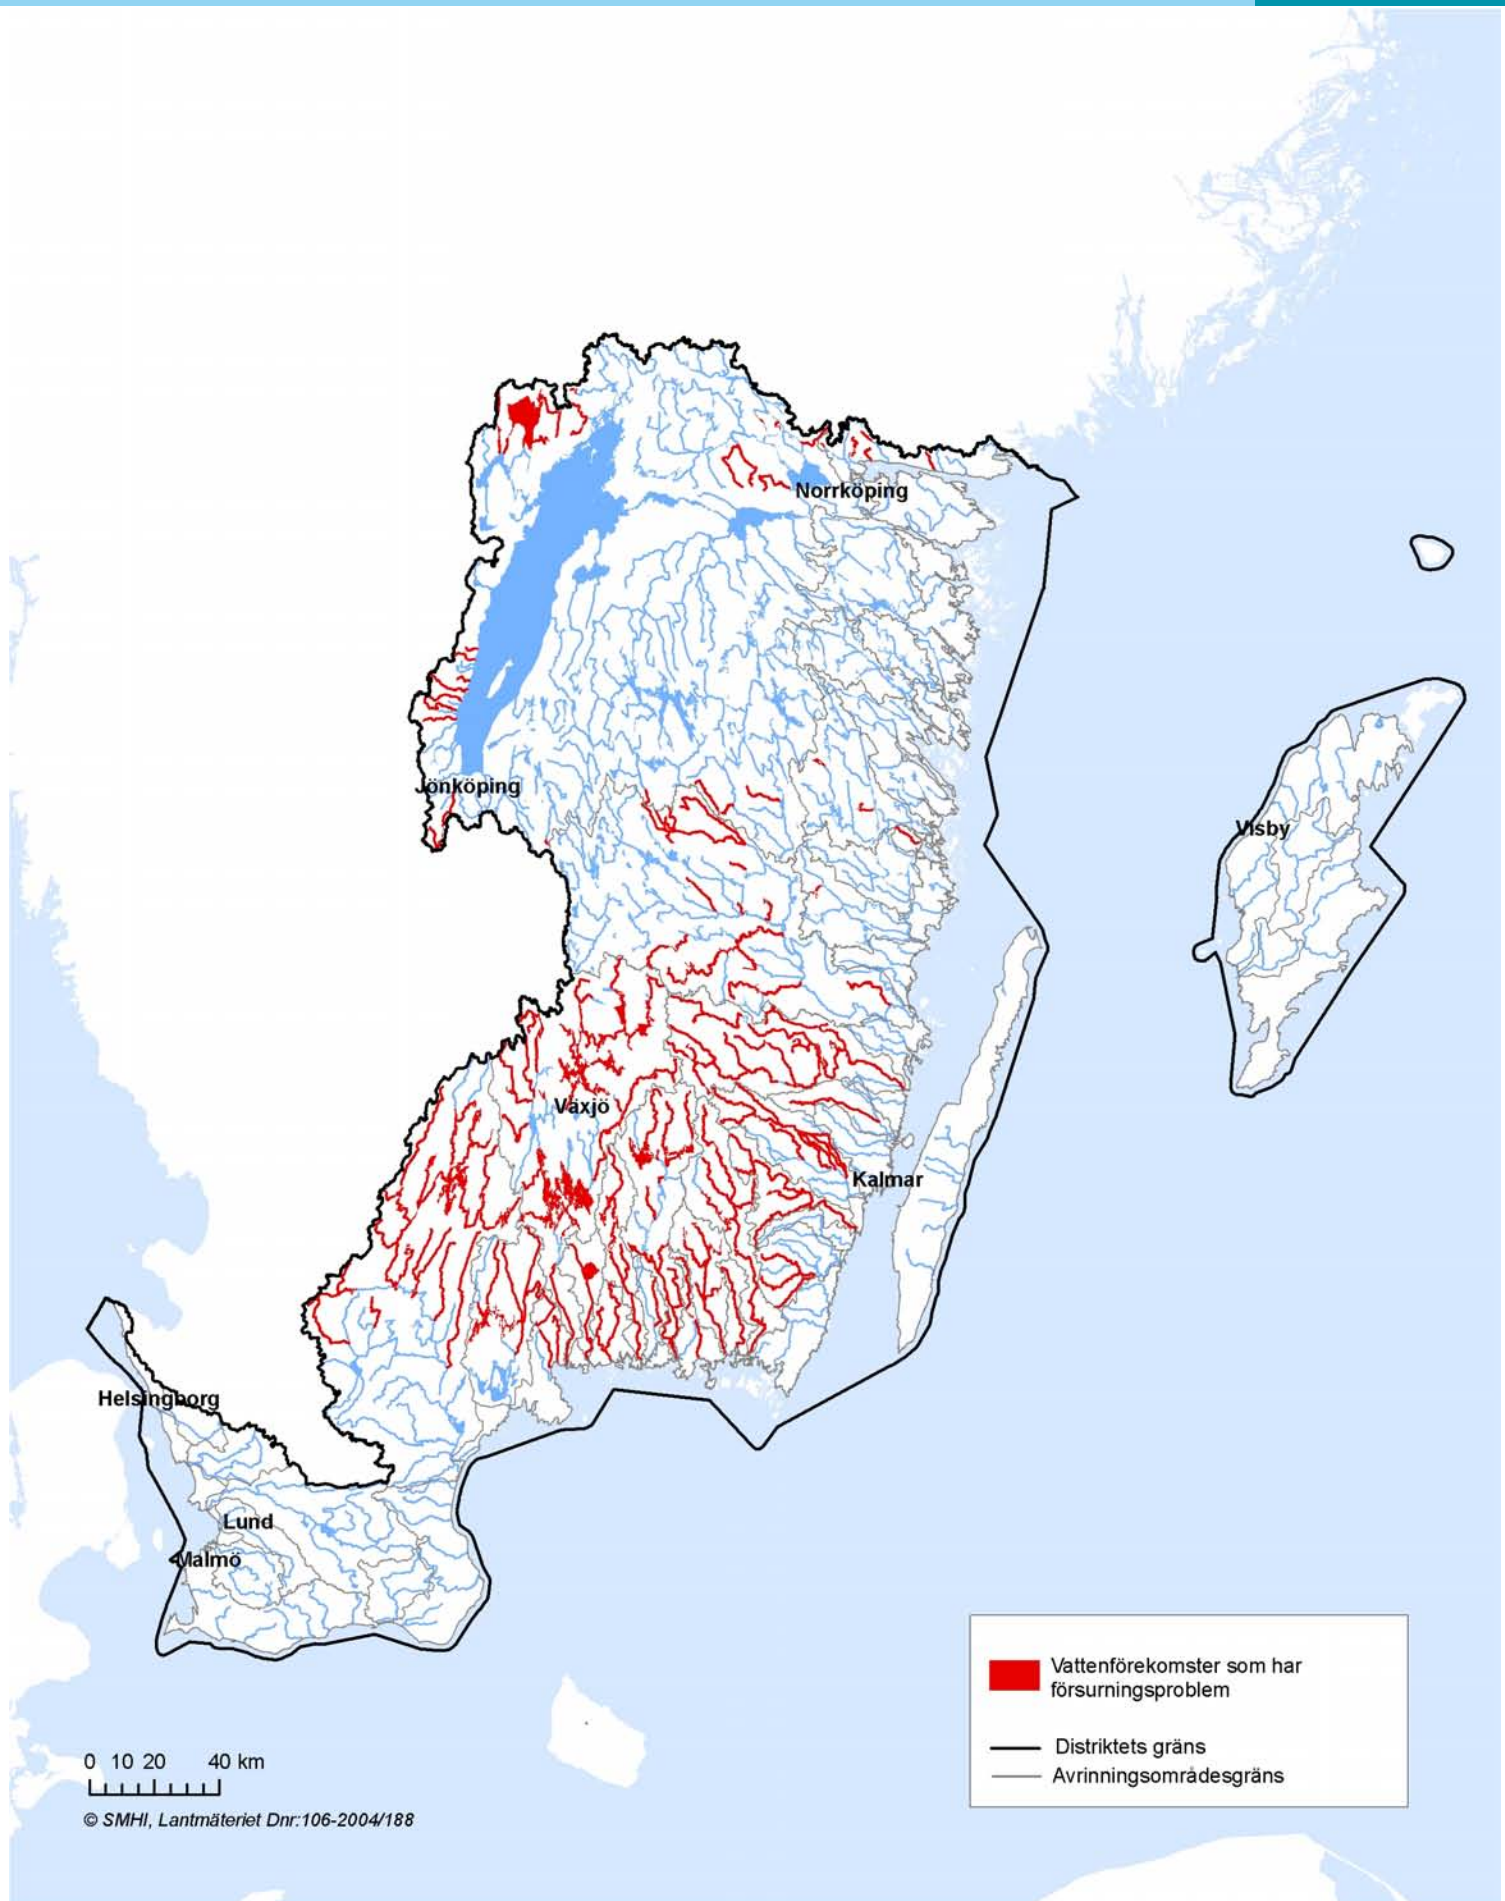 Norrköping
Jönköping
Visby
Växjö
Kalmar
Helsingborg
Lund
Malmö
Vattenförekomster som har
försurningsproblem
Distriktets gräns
Avrinningsområdesgräns
0 10 20 40 km
© SMHI, Lantmäteriet Dnr:106-2004/188